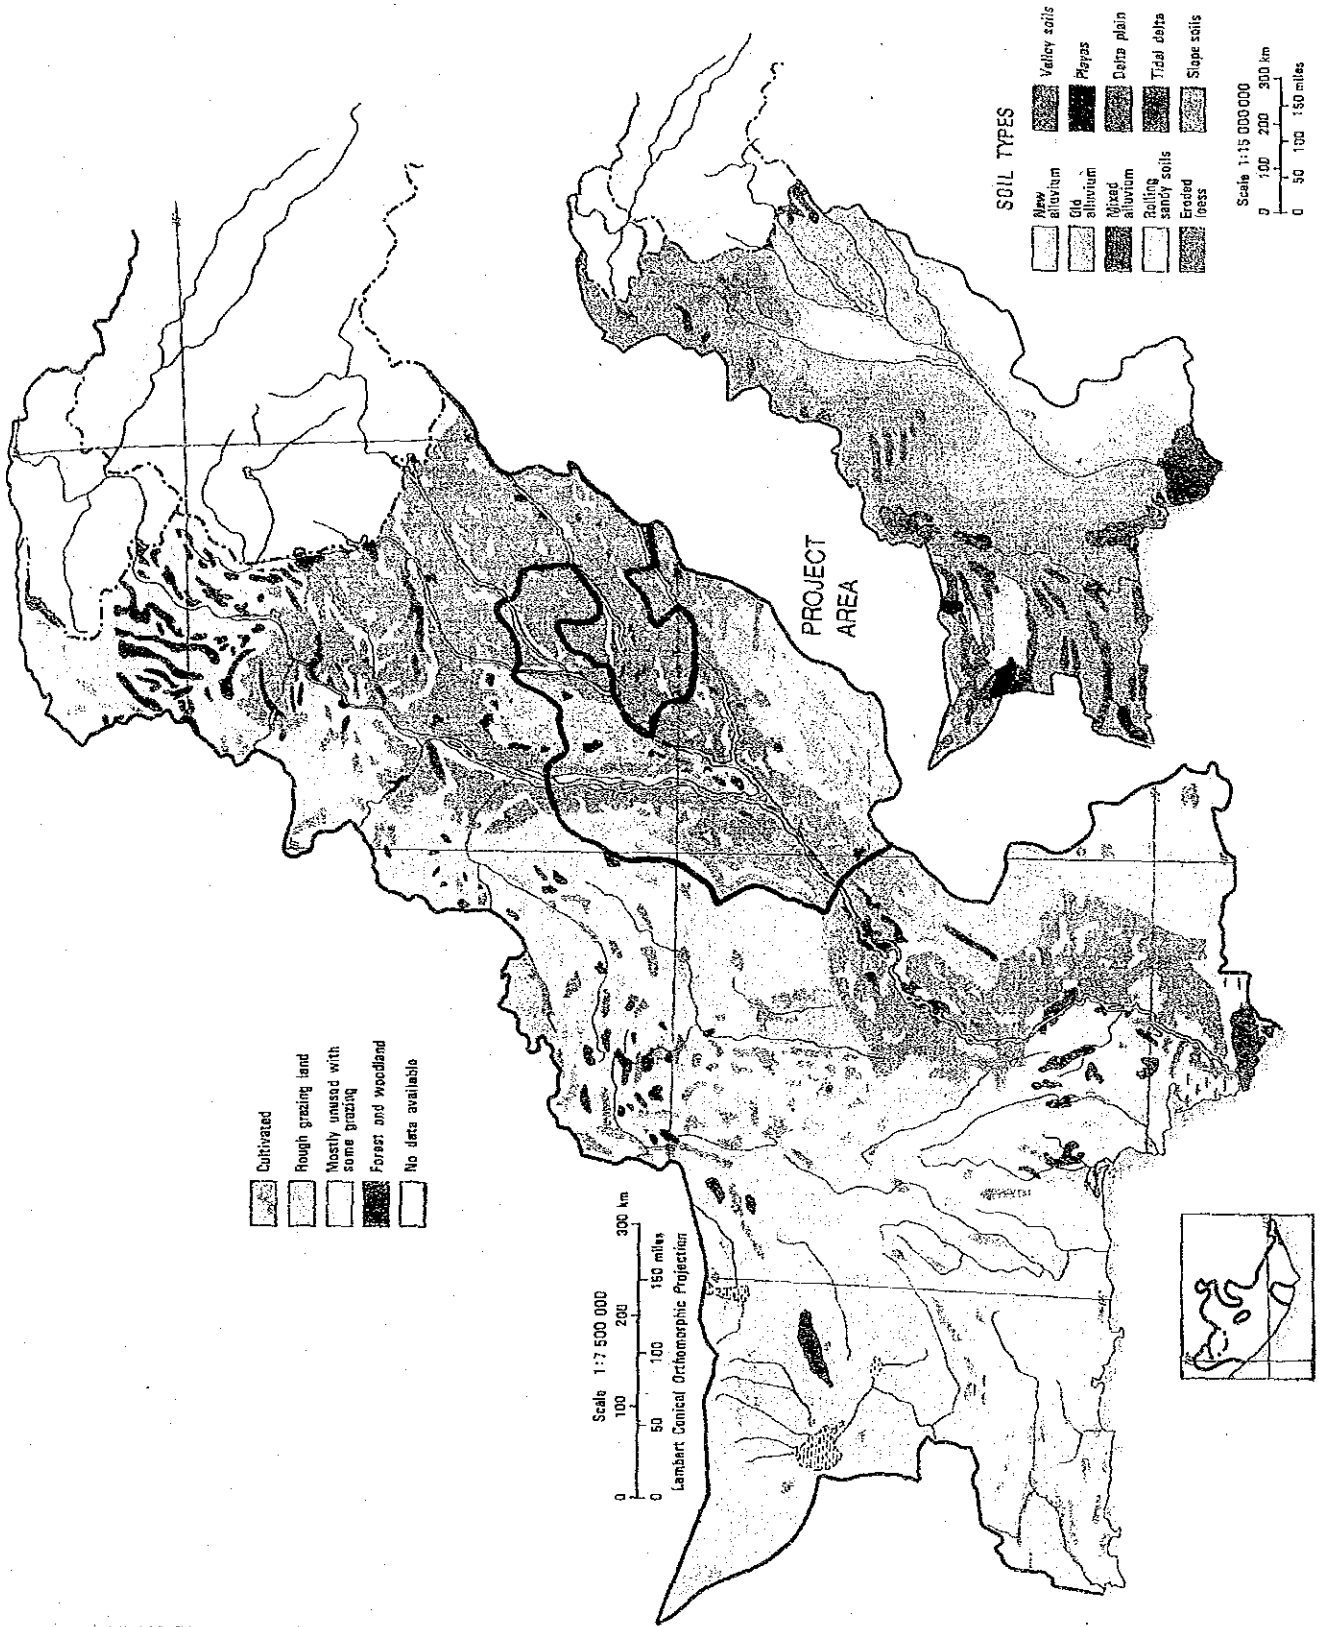 Cultivated
Rough grazing land
Mostly unused with
some grazing
Forest and woodland
No data available
Scale 1:7 500 000
0 100 200 300 km
0 50 100 150 miles
Lambert Conical Orthomorphic Projection
PROJECT
AREA
SOIL TYPES
New
alluvium
Old
alluvium
Mixed
alluvium
Rolling
sandy soils
Eroded
loess
Valley soils
Playas
Delta plain
Tidal delta
Slope soils
Scale 1:15 000 000
0 100 200 300 km
0 50 100 150 miles